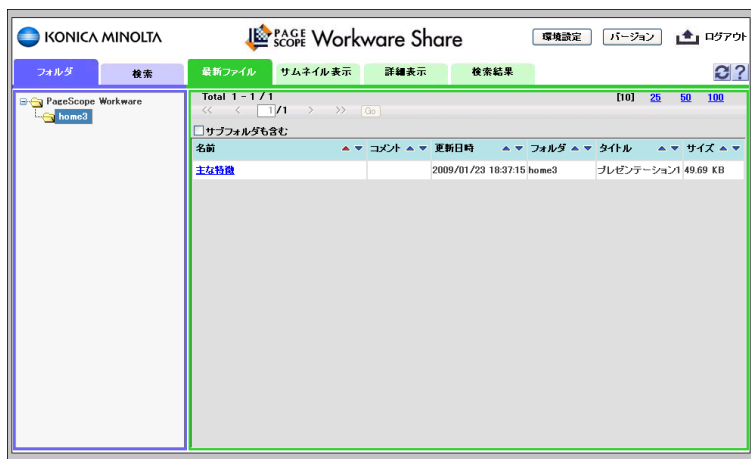 KONICA MINOLTA
PAGE SCOPE Workware Share
環境設定
バージョン
ログアウト
フォルダ
検索
最新ファイル
サムネイル表示
詳細表示
検索結果
?
PageScope Workware
home3
Total 1 - 1 / 1
[10] 25 50 100
<< < 1 /1 > >> Go
サブフォルダも含む
名前 ▲ ▼ コメント ▲ ▼ 更新日時 ▲ ▼ フォルダ ▲ ▼ タイトル ▲ ▼ サイズ ▲ ▼
主な特徴 2009/01/23 18:37:15 home3 プレゼンテーション1 49.69 KB